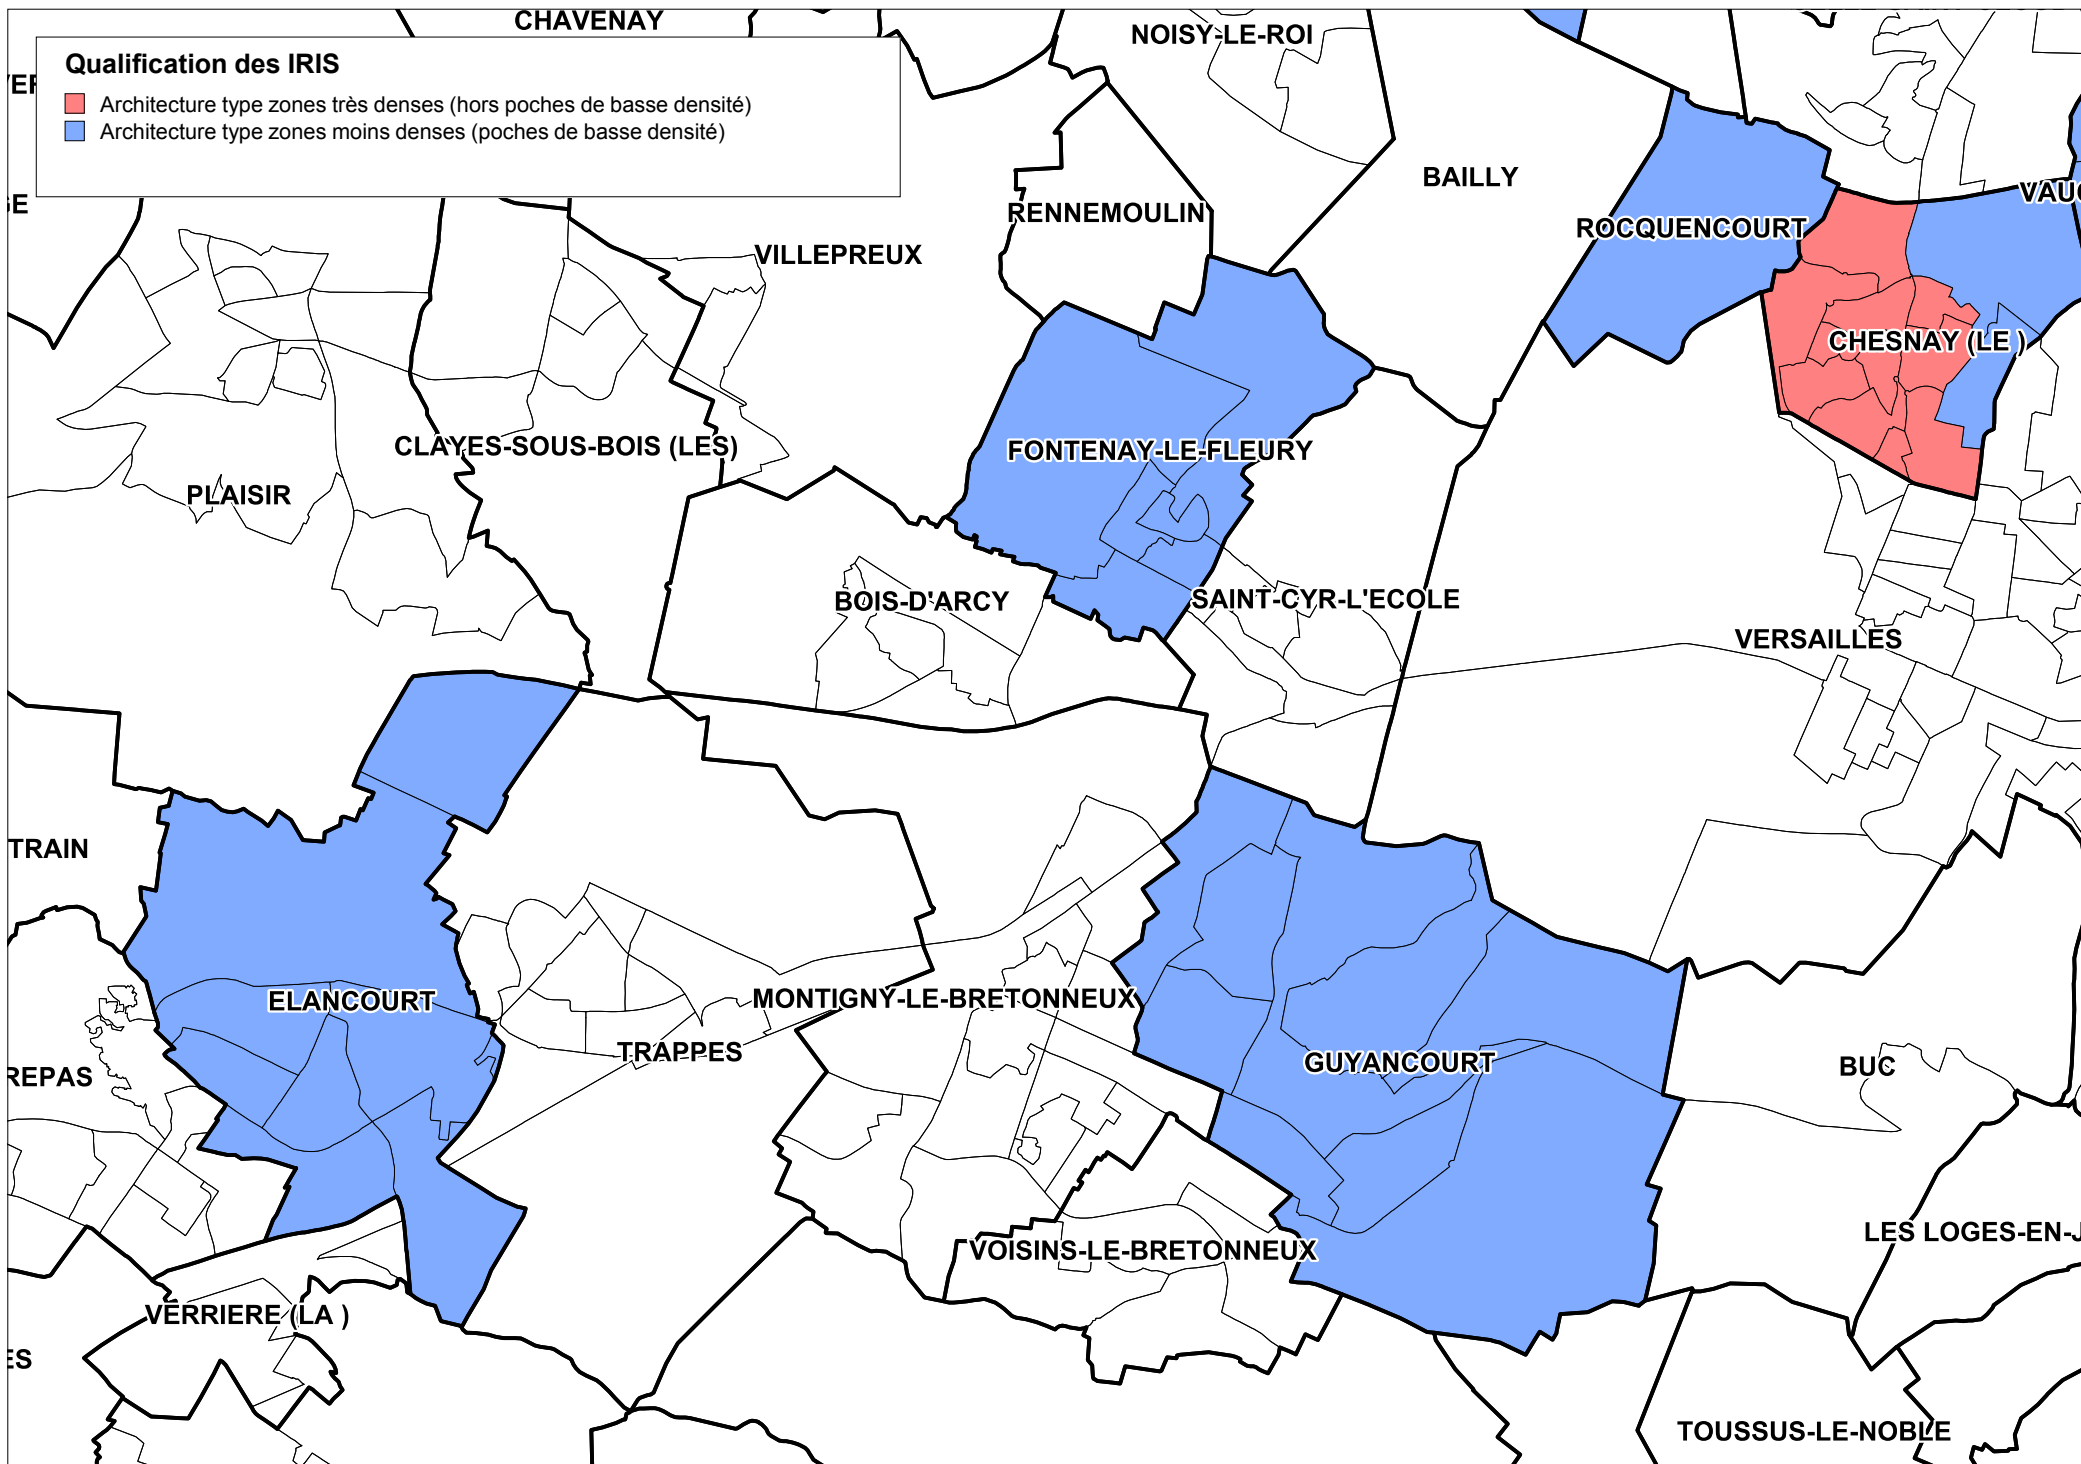 CHAVENAY
NOISY-LE-ROI
Qualification des IRIS
Architecture type zones très denses (hors poches de basse densité)
Architecture type zones moins denses (poches de basse densité)
BAILLY
VAUC
GE
RENNEMOULIN
ROCQUENCOURT
VILLEPREUX
CHESNAY (LE )
CLAYES-SOUS-BOIS (LES)
FONTENAY-LE-FLEURY
PLAISIR
BOIS-D'ARCY
SAINT-CYR-L'ECOLE
VERSAILLES
TRAIN
ELANCOURT
MONTIGNY-LE-BRETONNEUX
TRAPPES
GUYANCOURT
BUC
REPAS
LES LOGES-EN-J
VOISINS-LE-BRETONNEUX
VERRIERE (LA )
ES
TOUSSUS-LE-NOBLE